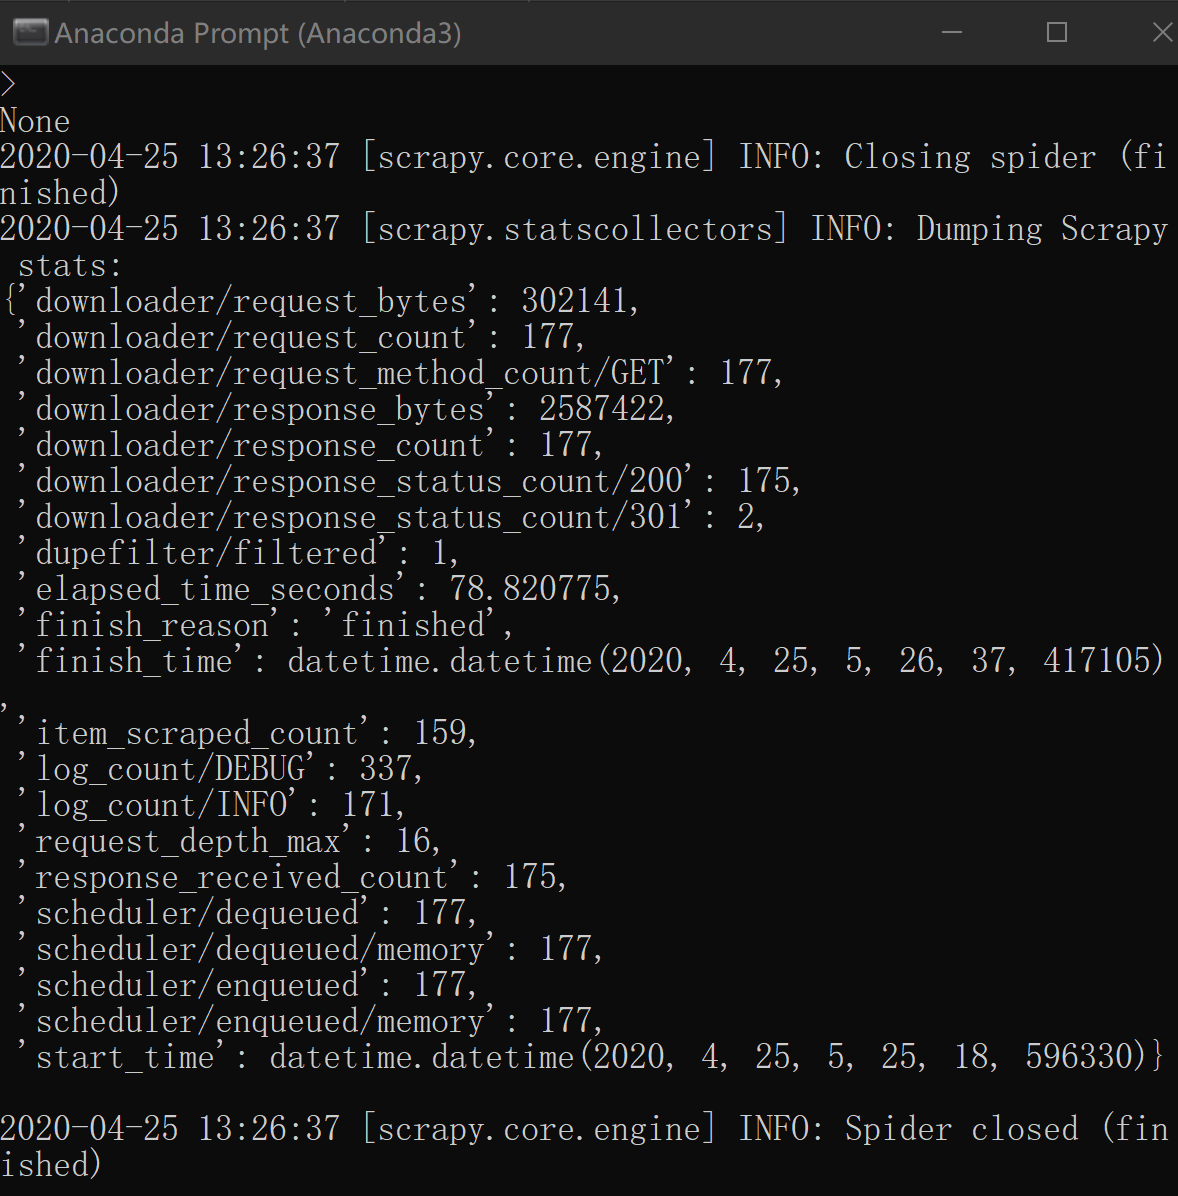 Anaconda Prompt (Anaconda3)
>
None
2020-04-25 13:26:37 [scrapy.core.engine] INFO: Closing spider (fi
nished)
2020-04-25 13:26:37 [scrapy.statscollectors] INFO: Dumping Scrapy
 stats:
{'downloader/request_bytes': 302141,
 'downloader/request_count': 177,
 'downloader/request_method_count/GET': 177,
 'downloader/response_bytes': 2587422,
 'downloader/response_count': 177,
 'downloader/response_status_count/200': 175,
 'downloader/response_status_count/301': 2,
 'dupefilter/filtered': 1,
 'elapsed_time_seconds': 78.820775,
 'finish_reason': 'finished',
 'finish_time': datetime.datetime(2020, 4, 25, 5, 26, 37, 417105)
,
 'item_scraped_count': 159,
 'log_count/DEBUG': 337,
 'log_count/INFO': 171,
 'request_depth_max': 16,
 'response_received_count': 175,
 'scheduler/dequeued': 177,
 'scheduler/dequeued/memory': 177,
 'scheduler/enqueued': 177,
 'scheduler/enqueued/memory': 177,
 'start_time': datetime.datetime(2020, 4, 25, 5, 25, 18, 596330)}
2020-04-25 13:26:37 [scrapy.core.engine] INFO: Spider closed (fin
ished)